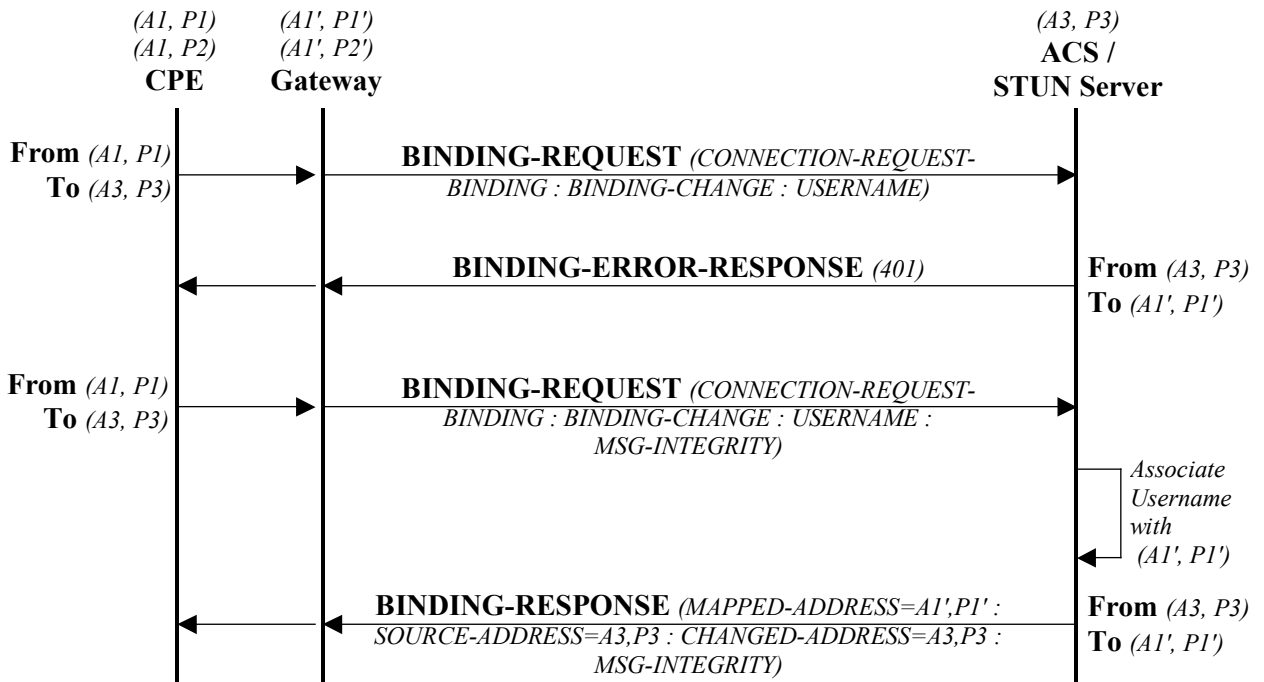 (A1, P1) (A1', P1') (A3, P3)
(A1, P2) (A1', P2') ACS /
CPE Gateway STUN Server
From (A1, P1) BINDING-REQUEST (CONNECTION-REQUEST-
To (A3, P3) BINDING : BINDING-CHANGE : USERNAME)
BINDING-ERROR-RESPONSE (401) From (A3, P3)
To (A1', P1')
From (A1, P1) BINDING-REQUEST (CONNECTION-REQUEST-
To (A3, P3) BINDING : BINDING-CHANGE : USERNAME :
MSG-INTEGRITY)
Associate
Username
with
(A1', P1')
BINDING-RESPONSE (MAPPED-ADDRESS=A1',P1' : From (A3, P3)
SOURCE-ADDRESS=A3,P3 : CHANGED-ADDRESS=A3,P3 : To (A1', P1')
MSG-INTEGRITY)